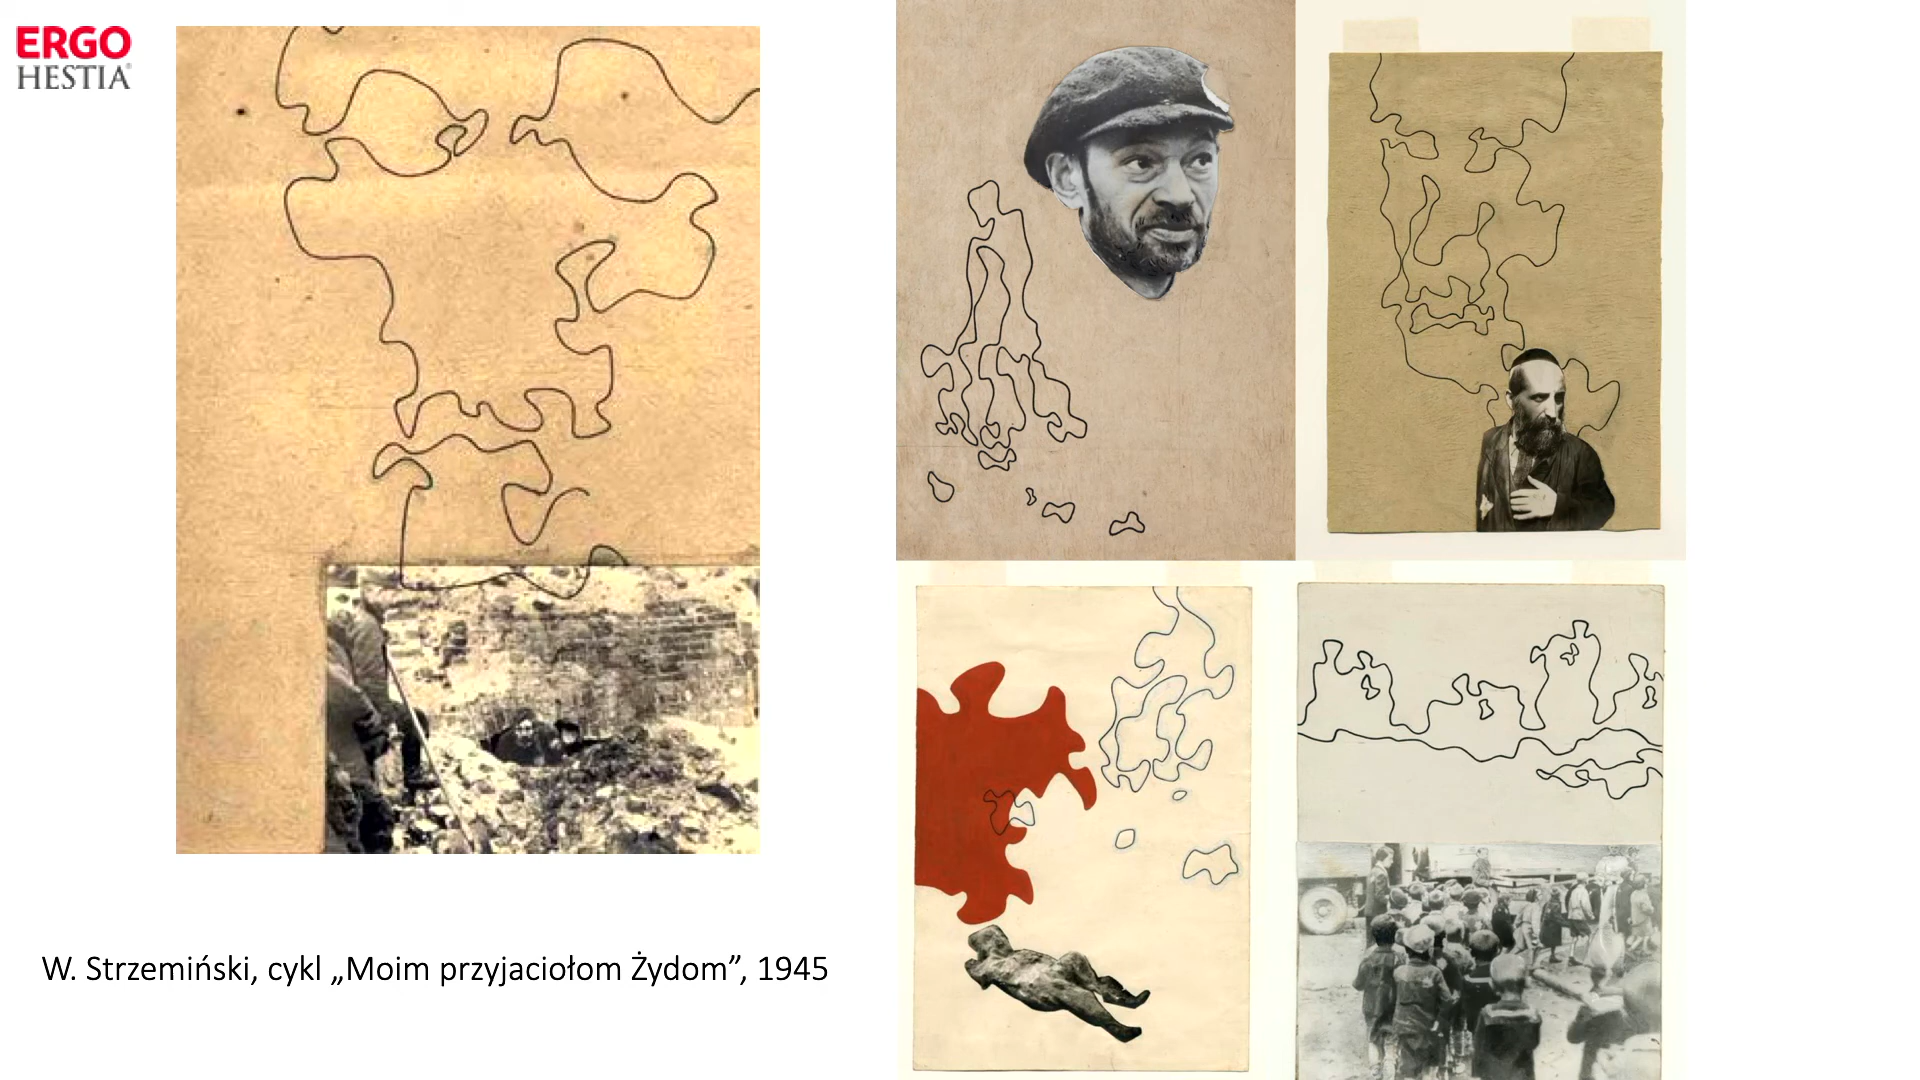 ERGO
HESTIA®
W. Strzemiński, cykl „Moim przyjaciołom Żydom”, 1945